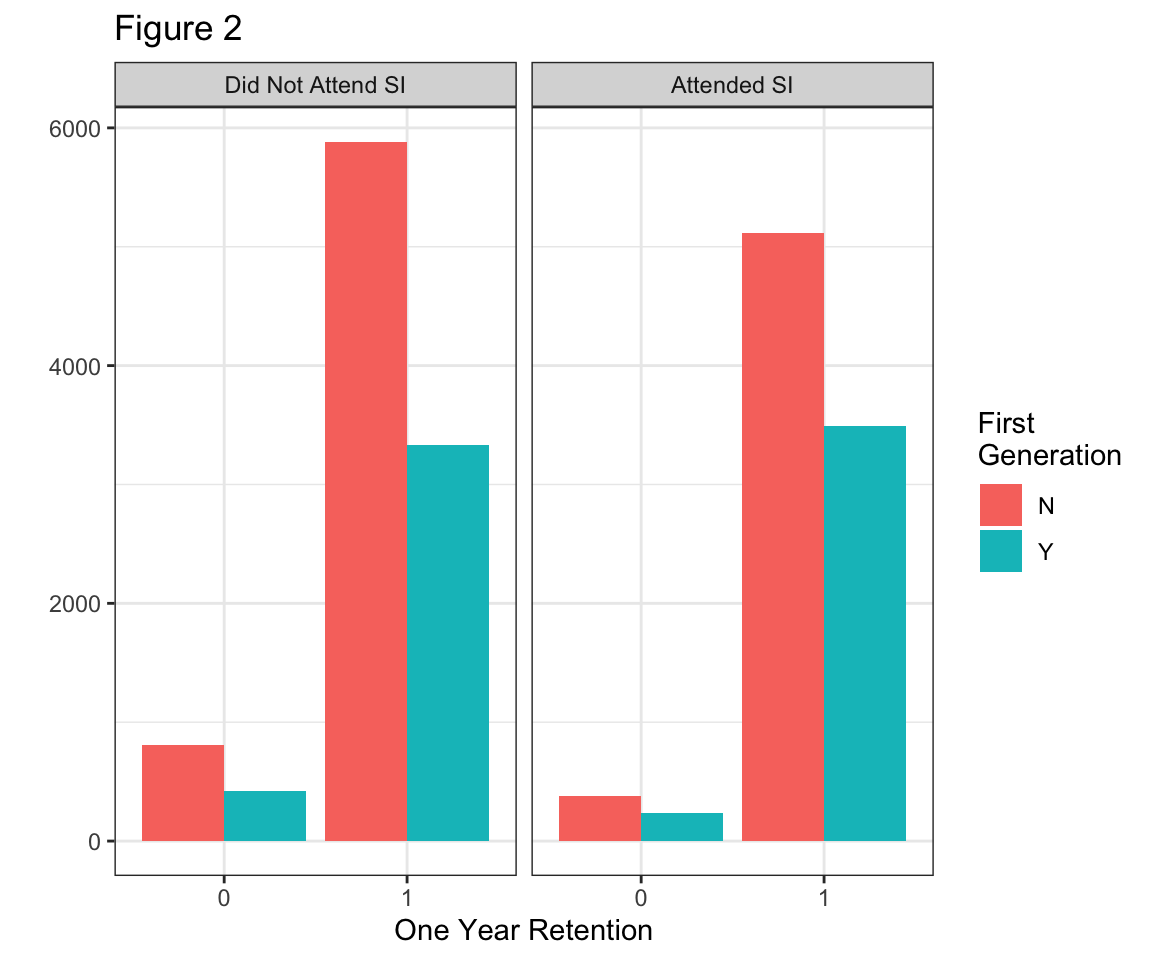 Figure 2
Did Not Attend SI
Attended SI
6000
4000
2000
0
0
1
0
1
One Year Retention
First
Generation
N
Y